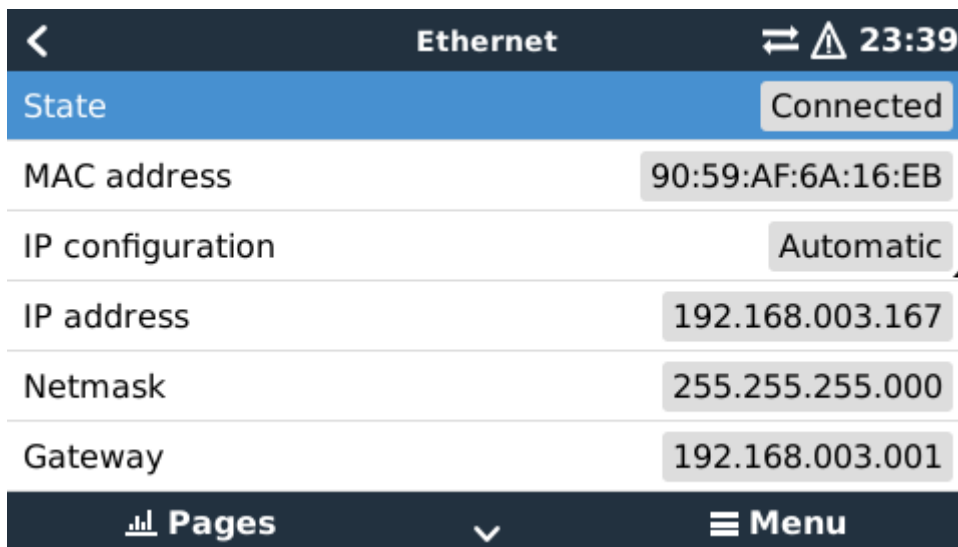 Ethernet 23:39
State Connected
MAC address 90:59:AF:6A:16:EB
IP configuration Automatic
IP address 192.168.003.167
Netmask 255.255.255.000
Gateway 192.168.003.001
Pages Menu